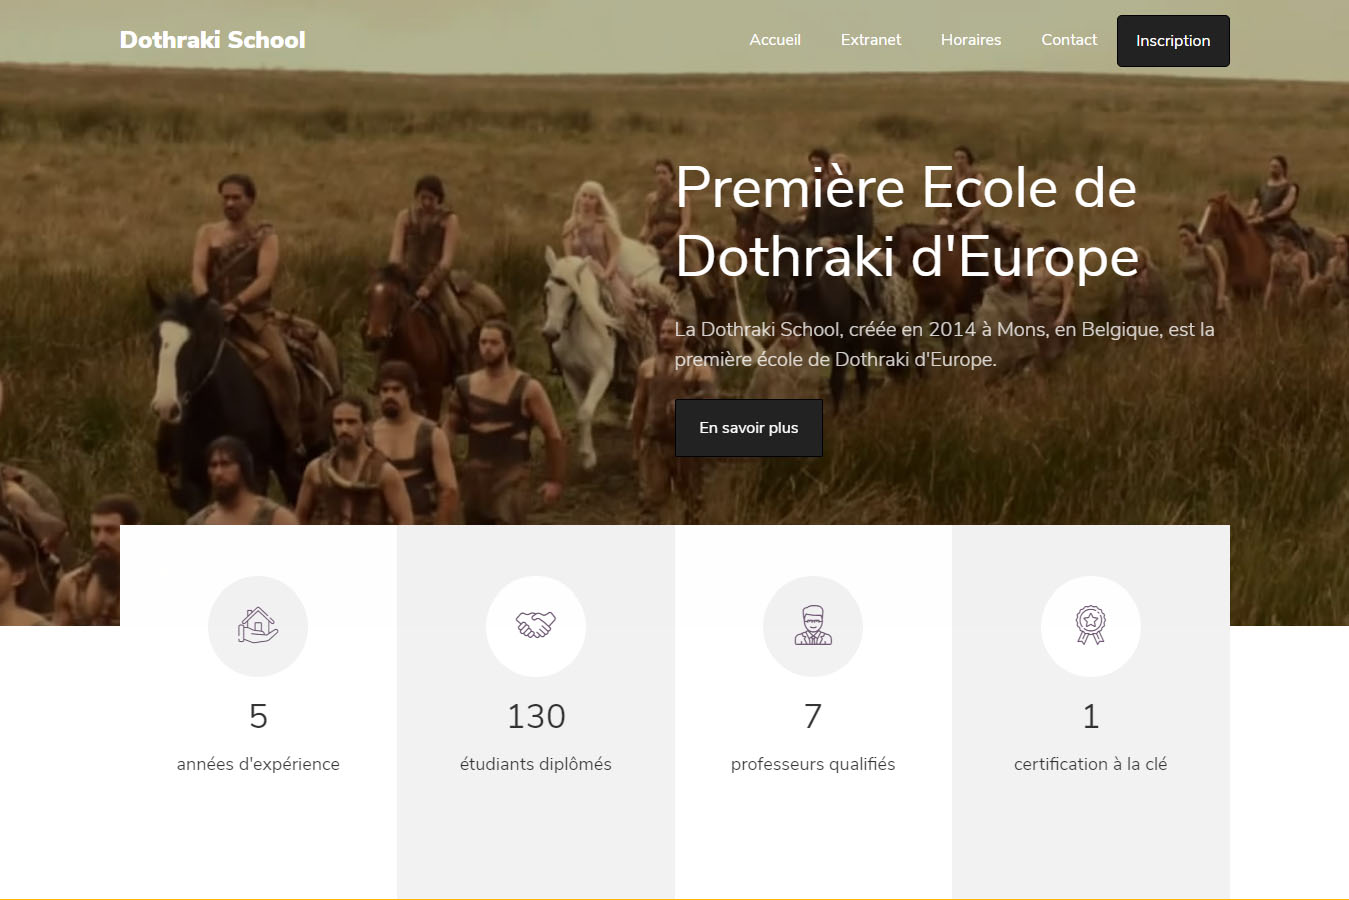 Dothraki School
Accueil
Extranet
Horaires
Contact
Inscription
Première Ecole de
Dothraki d'Europe
La Dothraki School, créée en 2014 à Mons, en Belgique, est la
première école de Dothraki d'Europe.
En savoir plus
5
années d'expérience
130
étudiants diplômés
7
professeurs qualifiés
1
certification à la clé